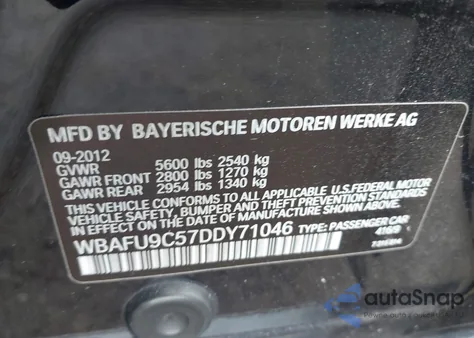 MFD BY BAYERISCHE MOTOREN WERKE AG
09-2012
GVWR 5600 lbs 2540 kg
GAWR FRONT 2800 lbs 1270 kg
GAWR REAR 2954 lbs 1340 kg
THIS VEHICLE CONFORMS TO ALL APPLICABLE U.S.FEDERAL MOTOR
VEHICLE SAFETY, BUMPER, AND THEFT PREVENTION STANDARDS
IN EFFECT ON THE DATE OF MANUFACTURE SHOWN ABOVE.
WBAFU9C57DDY71046 TYPE: PASSENGER CAR
autoSnap